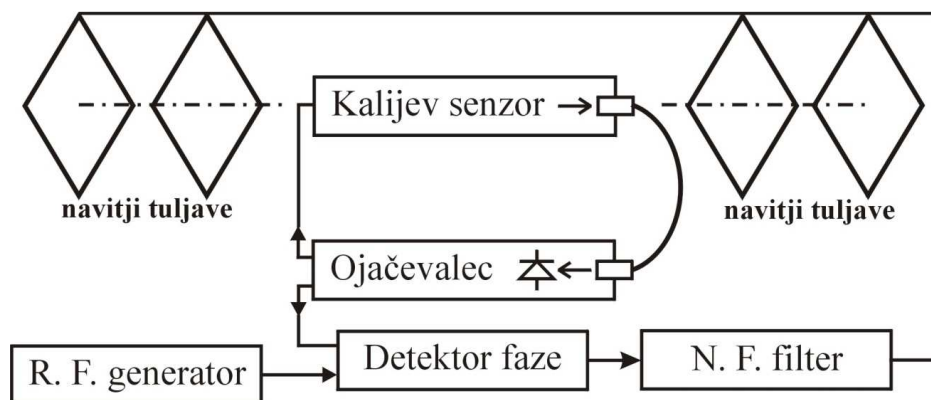 Kalijev senzor
navitji tuljave
navitji tuljave
Ojačevalec
Detektor faze
N. F. filter
R. F. generator